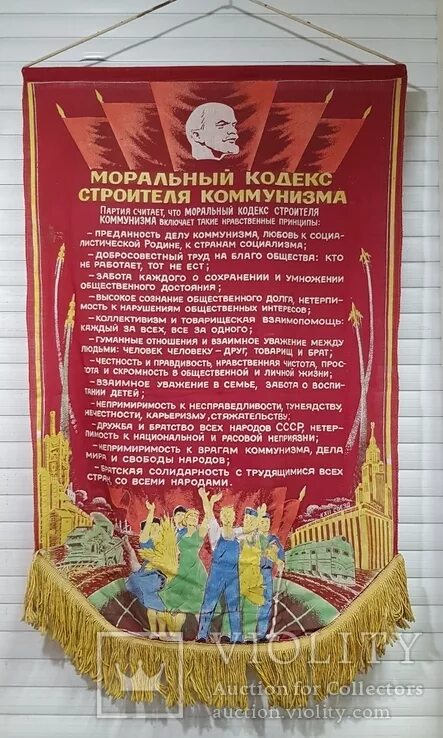 МОРАЛЬНЫЙ КОДЕКС
СТРОИТЕЛЯ КОММУНИЗМА
Партия считает, что МОРАЛЬНЫЙ КОДЕКС СТРОИТЕЛЯ
КОММУНИЗМА включает такие нравственные принципы:
– преданность делу коммунизма, любовь к социа-
листической Родине, к странам социализма;
– добросовестный труд на благо общества: кто
не работает, тот не ест;
– забота каждого о сохранении и умножении
общественного достояния;
– высокое сознание общественного долга, нетерпи-
мость к нарушениям общественных интересов;
– коллективизм и товарищеская взаимопомощь:
каждый за всех, все за одного;
– гуманные отношения и взаимное уважение между
людьми: человек человеку – друг, товарищ и брат;
– честность и правдивость, нравственная чистота, прос-
тота и скромность в общественной и личной жизни;
– взаимное уважение в семье, забота о воспи-
тании детей;
– непримиримость к несправедливости, тунеядству,
нечестности, карьеризму, стяжательству;
– дружба и братство всех народов СССР, нетер-
пимость к национальной и расовой неприязни;
– непримиримость к врагам коммунизма, дела
мира и свободы народов;
– братская солидарность с трудящимися всех
стран, со всеми народами.
VIOLITY
Auction for Collectors
auction.violity.com